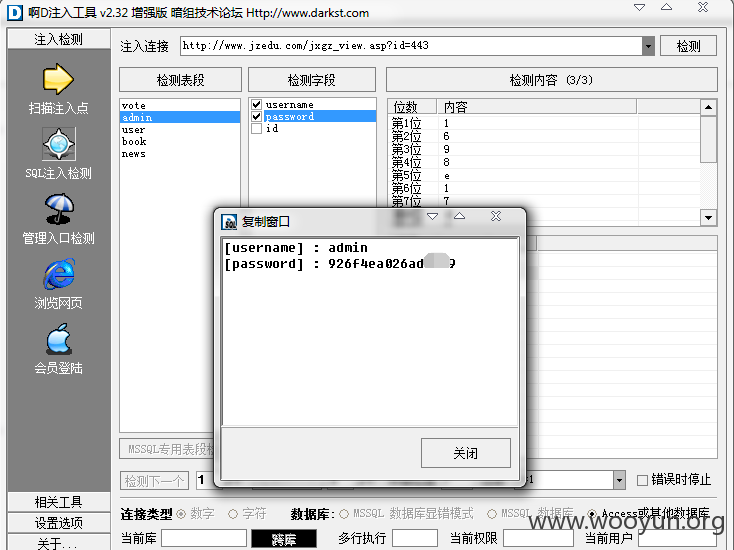 啊D注入工具 v2.32 增强版 暗组技术论坛 Http://www.darkst.com
注入检测
注入连接 http://www.jzedu.com/jxgz_view.asp?id=443 检测
检测表段 检测字段 检测内容 (3/3)
vote
admin
user
book
news
username
password
id
位数 内容
第1位 1
第2位 6
第3位 9
第4位 8
第5位 e
第6位 1
第7位 7
扫描注入点
SQL注入检测
管理入口检测
浏览网页
会员登陆
复制窗口
[username] : admin
[password] : 926f4ea026ad 9
关闭
MSSQL专用表段
检测下一个 1
错误时停止
相关工具
设置选项
关于...
连接类型 数字 字符 数据库: MSSQL 数据库显错模式 MSSQL 数据库 Access或其他数据库
当前库 跨库 多行执行 当前权限 当前用户
www.wooyun.org